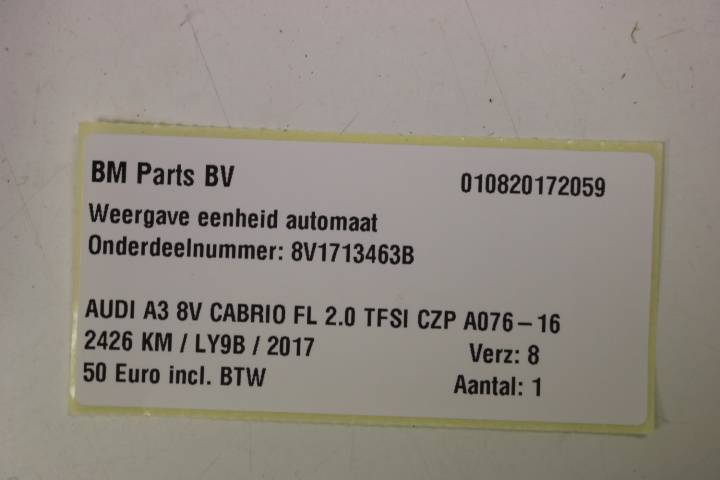 BM Parts BV 010820172059
Weergave eenheid automaat
Onderdeelnummer: 8V1713463B
AUDI A3 8V CABRIO FL 2.0 TFSI CZP A076-16
2426 KM / LY9B / 2017 Verz: 8
50 Euro incl. BTW Aantal: 1